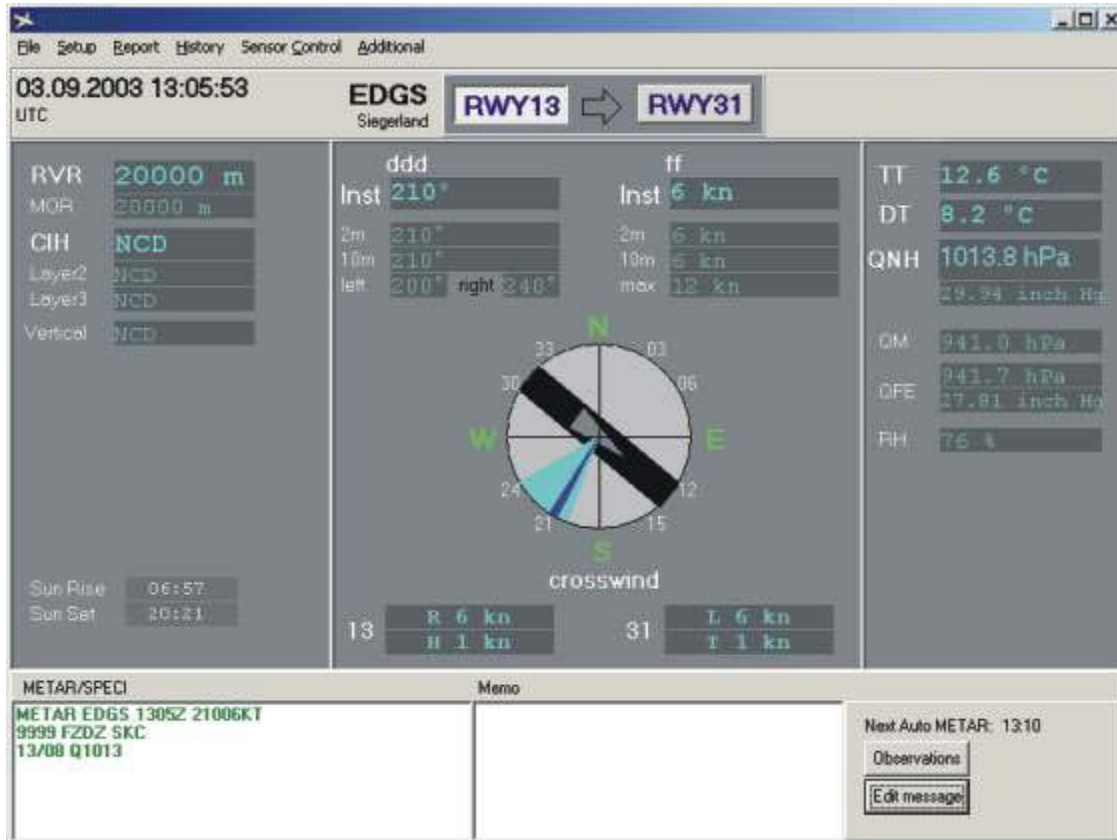 File Setup Report History Sensor Control Additional
03.09.2003 13:05:53
UTC
EDGS
Siegerland
RWY13
RWY31
RVR 20000 m
MOR 20000 m
CIH NCD
Layer2 NCD
Layer3 NCD
Vertical NCD
Sun Rise 06:57
Sun Set 20:21
ddd
Inst 210°
2m 210°
10m 210°
left 200° right 240°
ff
Inst 6 kn
2m 6 kn
10m 6 kn
max 12 kn
N
33 03
30 06
W E
24 12
21 15
S
crosswind
13 R 6 kn
H 1 kn
31 L 6 kn
T 1 kn
TT 12.6 °C
DT 8.2 °C
QNH 1013.8 hPa
29.94 inch Hg
QM 941.0 hPa
QFE 941.7 hPa
27.81 inch Hg
RH 76 %
METAR/SPECI
METAR EDGS 1305Z 21006KT
9999 FZDZ SKC
13/08 Q1013
Memo
Next Auto METAR: 13:10
Observations
Edit message